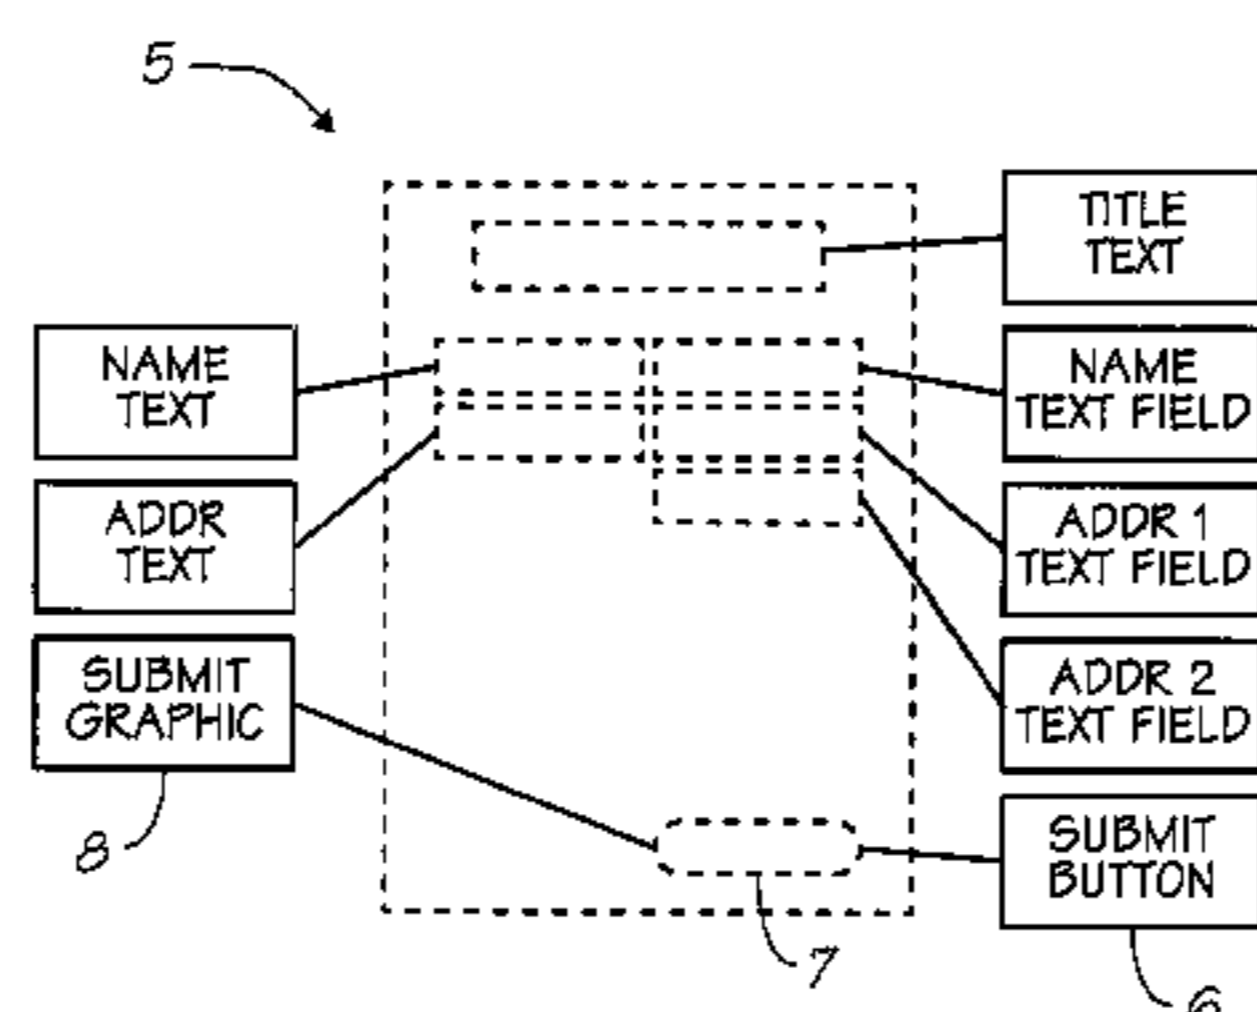 5
TITLE
TEXT
NAME
TEXT
NAME
TEXT FIELD
ADDR
TEXT
ADDR 1
TEXT FIELD
SUBMIT
GRAPHIC
ADDR 2
TEXT FIELD
8
SUBMIT
BUTTON
7
6